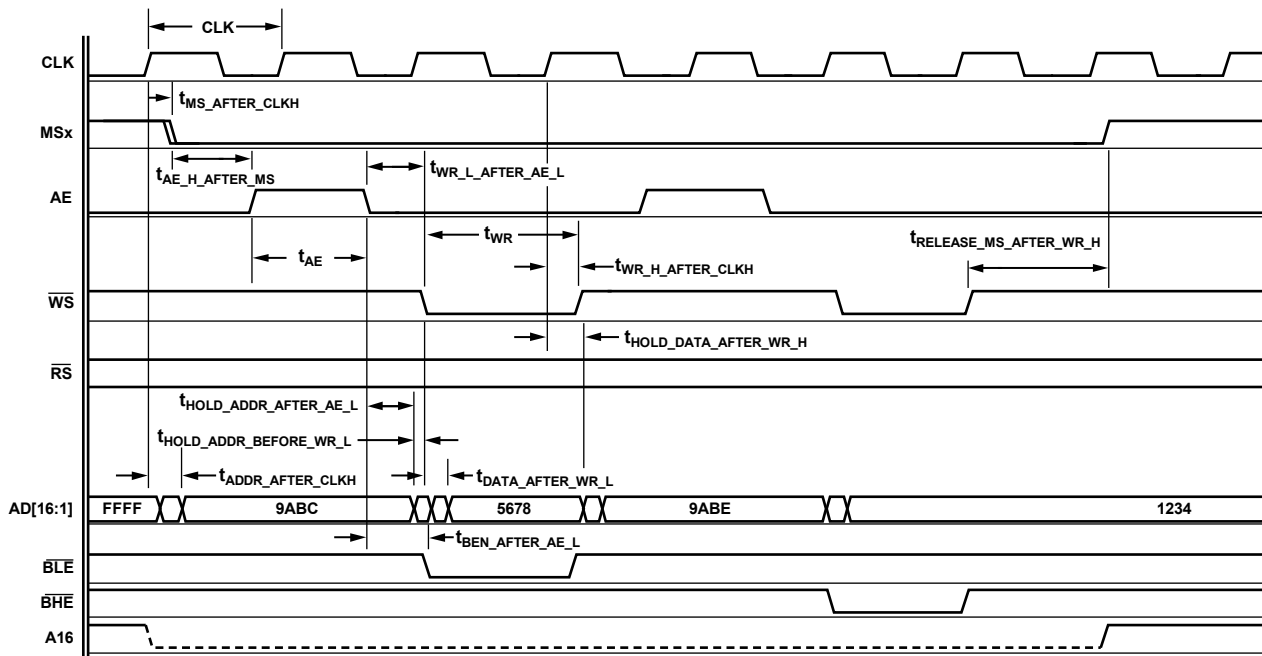 CLK
CLK
tMS_AFTER_CLKH
MSx
tAE_H_AFTER_MS
tWR_L_AFTER_AE_L
AE
tAE
tWR
tRELEASE_MS_AFTER_WR_H
tWR_H_AFTER_CLKH
WS
tHOLD_DATA_AFTER_WR_H
RS
tHOLD_ADDR_AFTER_AE_L
tHOLD_ADDR_BEFORE_WR_L
tADDR_AFTER_CLKH
tDATA_AFTER_WR_L
AD[16:1] FFFF 9ABC 5678 9ABE 1234
tBEN_AFTER_AE_L
BLE
BHE
A16